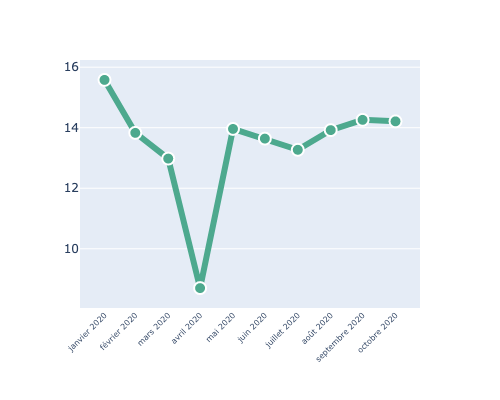 16
14
12
10
janvier 2020
février 2020
mars 2020
avril 2020
mai 2020
juin 2020
juillet 2020
août 2020
septembre 2020
octobre 2020